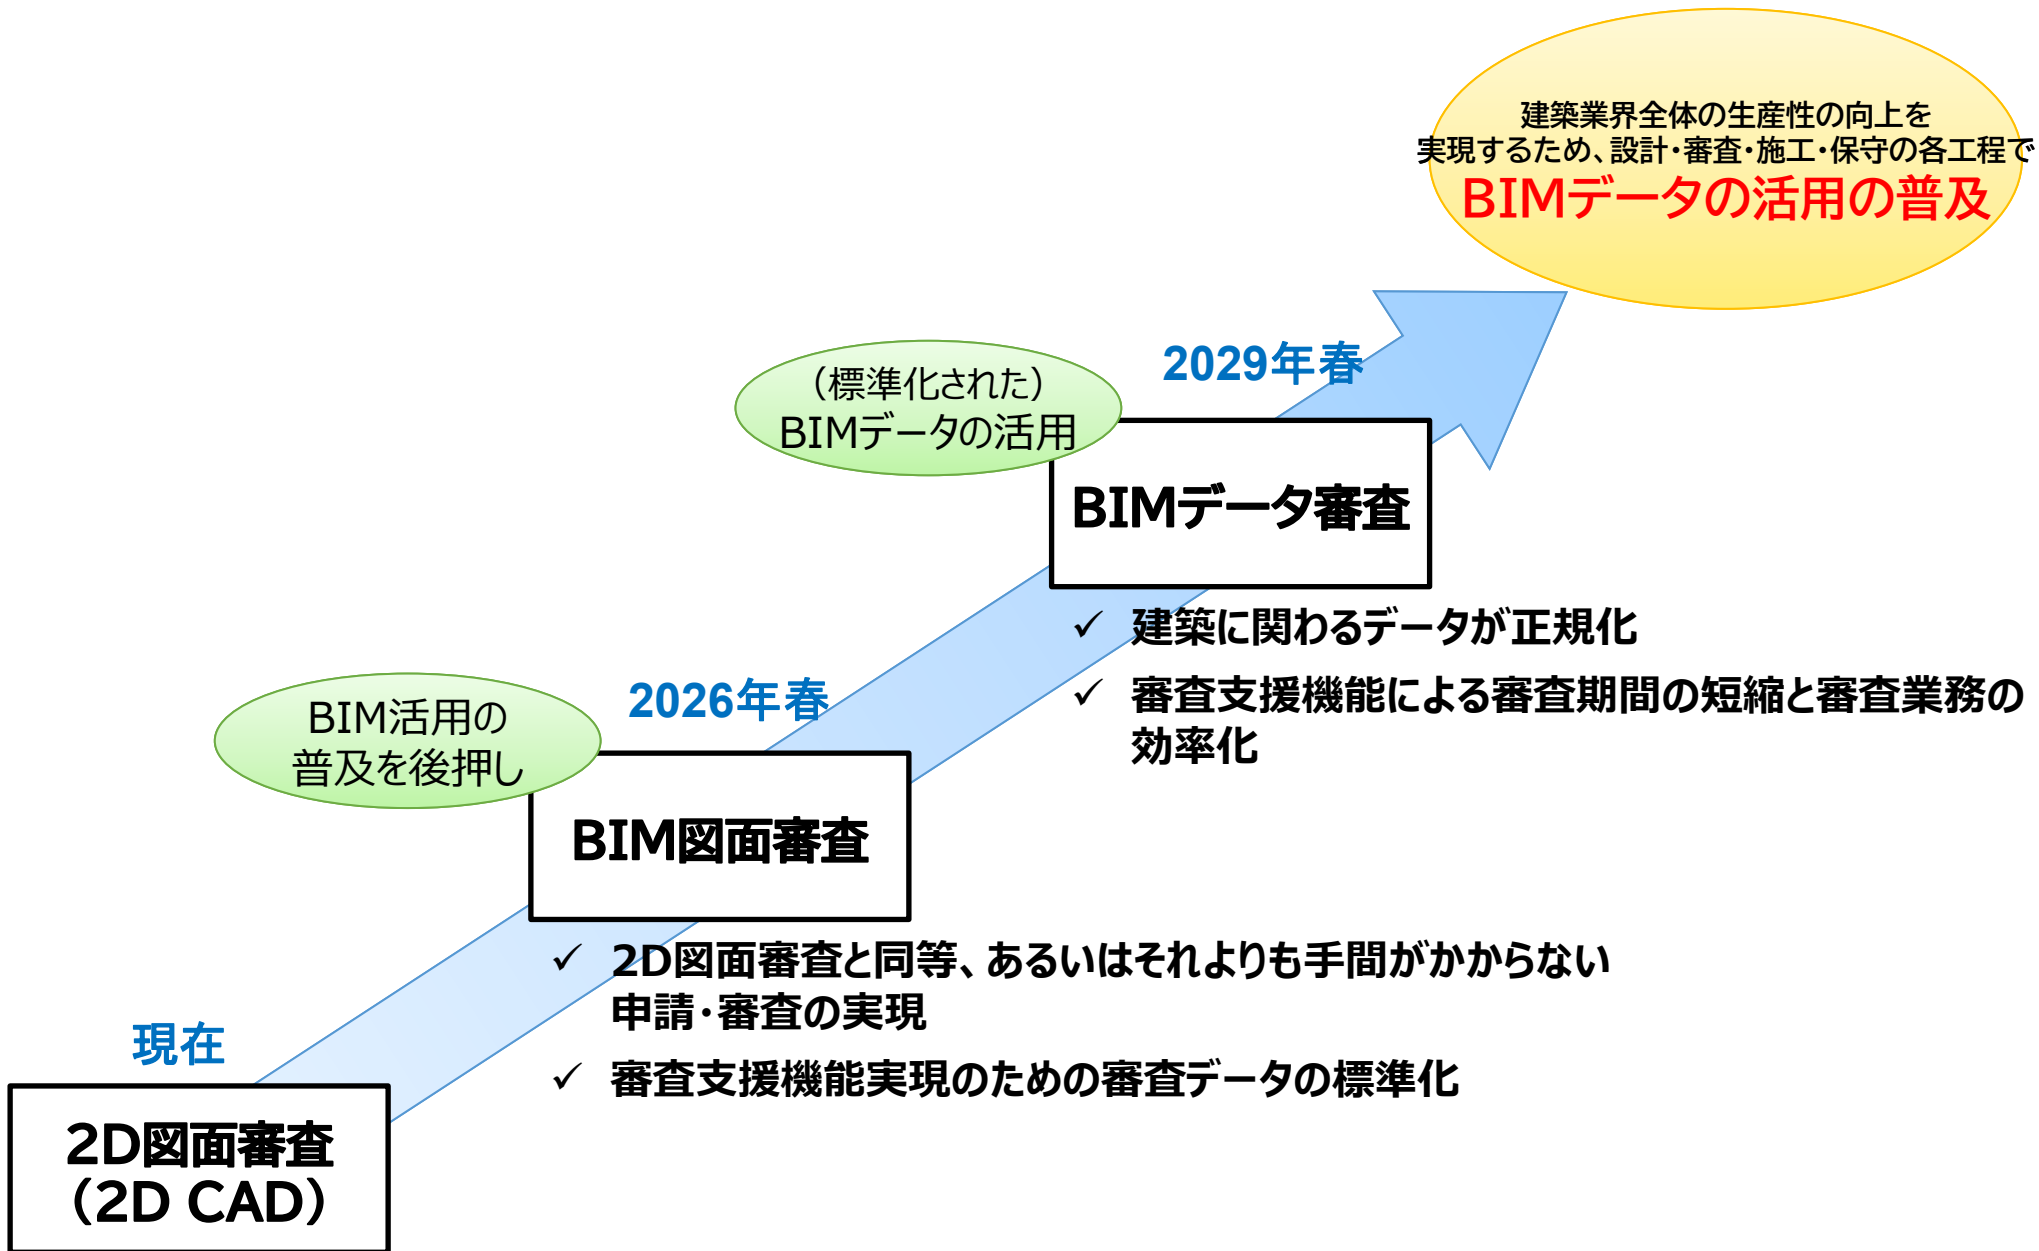 建築業界全体の生産性の向上を
実現するため、設計・審査・施工・保守の各工程で
BIMデータの活用の普及
2029年春
（標準化された）
BIMデータの活用
BIMデータ審査
✓ 建築に関わるデータが正規化
✓ 審査支援機能による審査期間の短縮と審査業務の
効率化
2026年春
BIM活用の
普及を後押し
BIM図面審査
✓ 2D図面審査と同等、あるいはそれよりも手間がかからない
申請・審査の実現
✓ 審査支援機能実現のための審査データの標準化
現在
2D図面審査
（2D CAD）